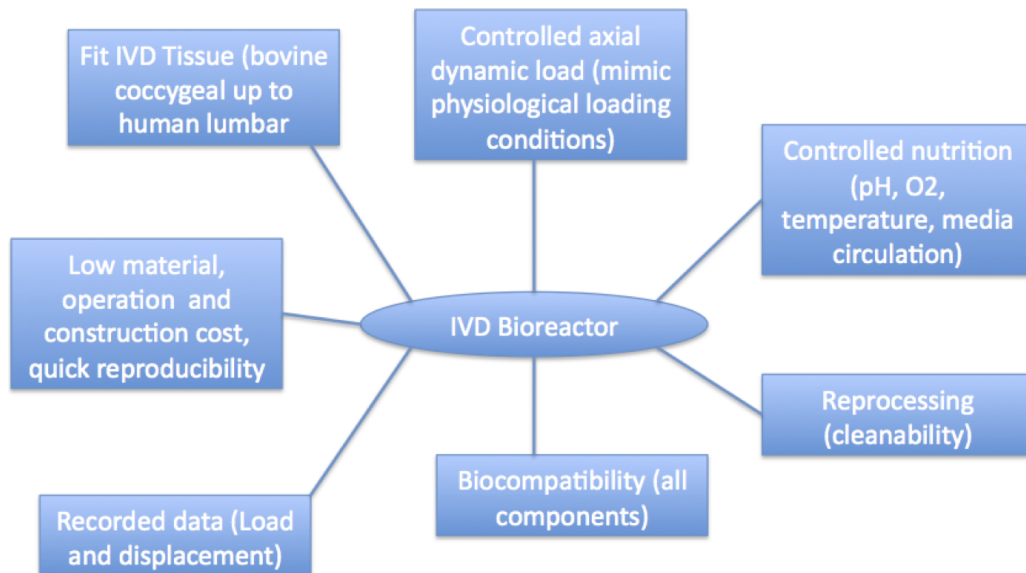 Fit IVD Tissue (bovine
coccygeal up to
human lumbar
Controlled axial
dynamic load (mimic
physiological loading
conditions)
Controlled nutrition
(pH, O2,
temperature, media
circulation)
Low material,
operation and
construction cost,
quick reproducibility
IVD Bioreactor
Reprocessing
(cleanability)
Biocompatibility (all
components)
Recorded data (Load
and displacement)